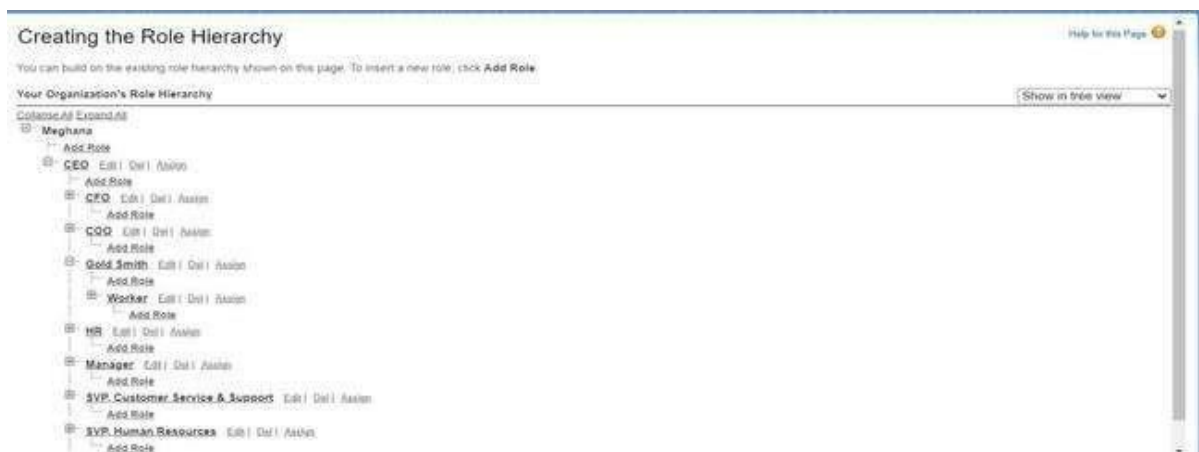 Creating the Role Hierarchy
Help for this Page
You can build on the existing role hierarchy shown on this page. To insert a new role, click Add Role.
Your Organization's Role Hierarchy
Show in tree view
Collapse All Expand All
Meghana
Add Role
CEO Edit | Del | Assign
Add Role
CFO Edit | Del | Assign
Add Role
COO Edit | Del | Assign
Add Role
Gold Smith Edit | Del | Assign
Add Role
Worker Edit | Del | Assign
Add Role
HR Edit | Del | Assign
Add Role
Manager Edit | Del | Assign
Add Role
SVP, Customer Service & Support Edit | Del | Assign
Add Role
SVP, Human Resources Edit | Del | Assign
Add Role